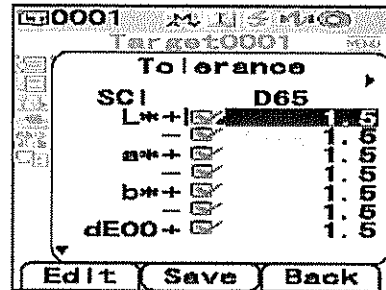 0001
Target0001
Tolerance
SCI D65
L*+ 1.5
- 1.5
a*+ 1.5
- 1.5
b*+ 1.5
- 1.5
dE00+ 1.5
Edit Save Back